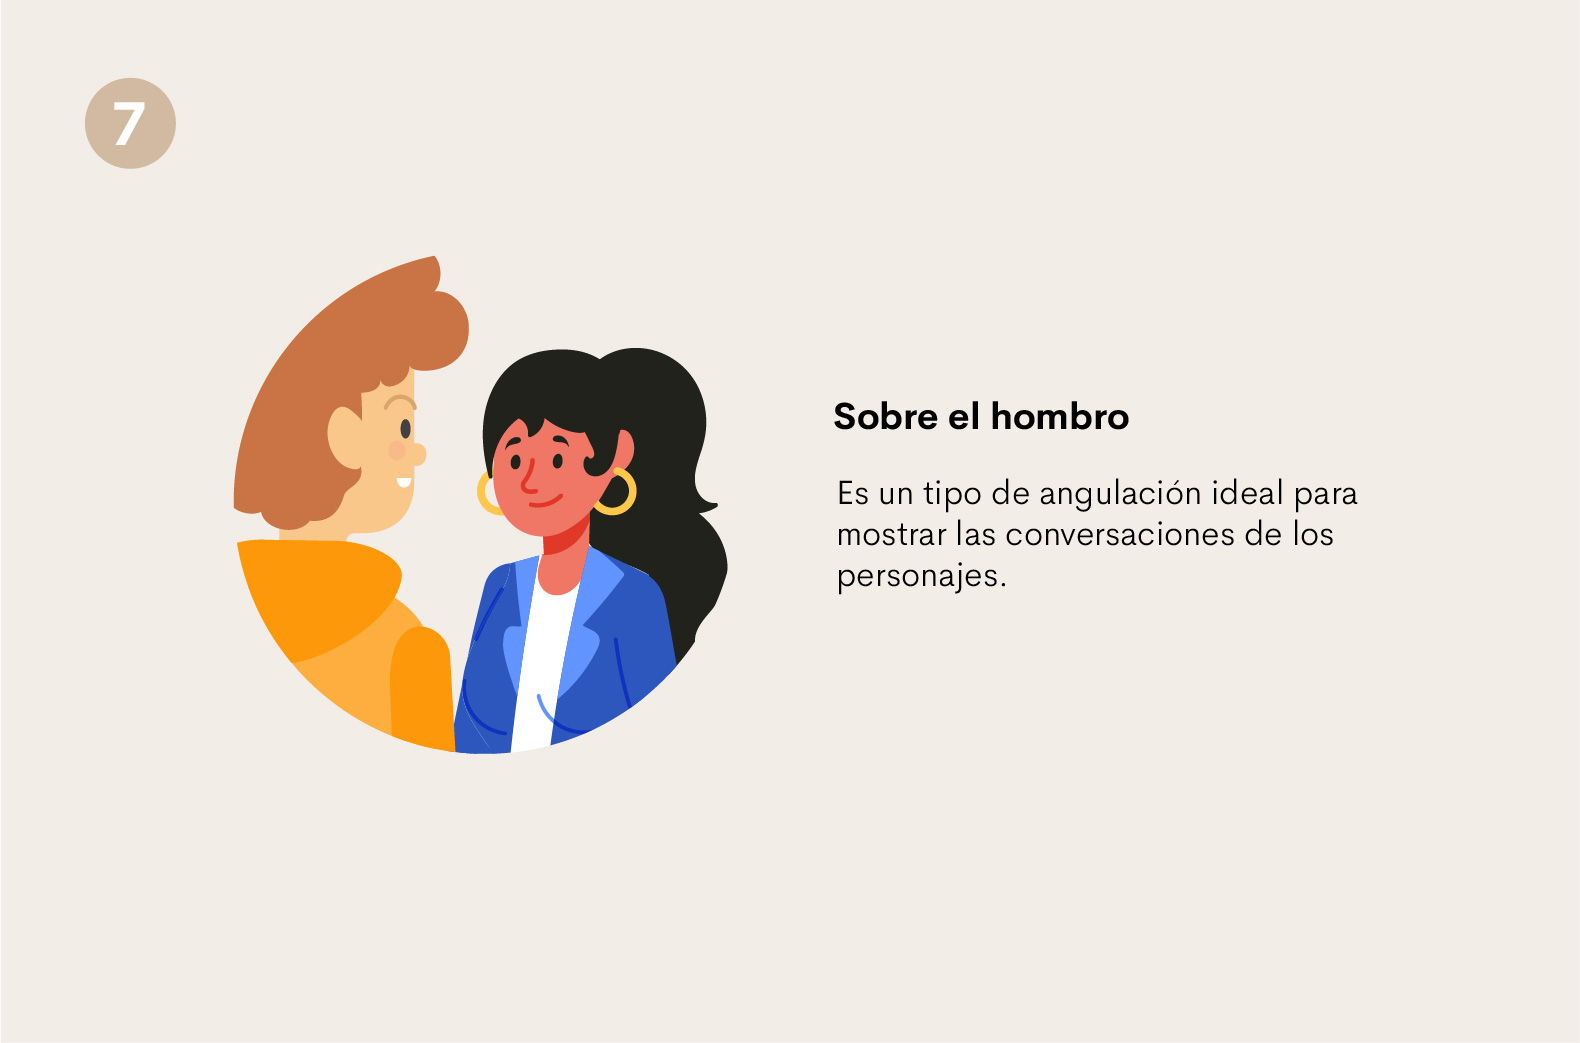 7
Sobre el hombro
Es un tipo de angulación ideal para
mostrar las conversaciones de los
personajes.